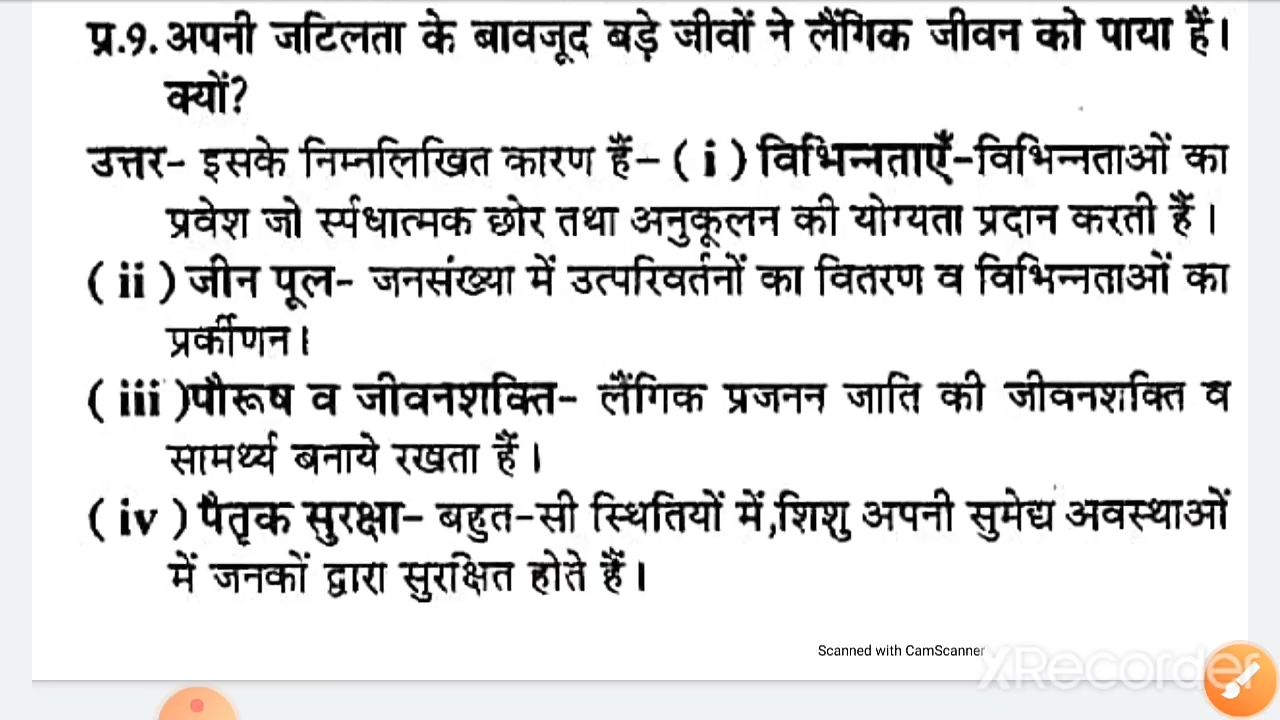 प्र.9. अपनी जटिलता के बावजूद बड़े जीवों ने लैंगिक जीवन को पाया हैं।
क्यों?
उत्तर- इसके निम्नलिखित कारण हैं- ( i ) विभिन्नताएँ-विभिन्नताओं का
प्रवेश जो र्स्पधात्मक छोर तथा अनुकूलन की योग्यता प्रदान करती हैं।
( ii ) जीन पूल- जनसंख्या में उत्परिवर्तनों का वितरण व विभिन्नताओं का
प्रर्कीणन।
( iii )पौरूष व जीवनशक्ति- लैंगिक प्रजनन जाति की जीवनशक्ति व
सामर्थ्य बनाये रखता हैं।
( iv ) पैतृक सुरक्षा- बहुत-सी स्थितियों में,शिशु अपनी सुमेद्य अवस्थाओं
में जनकों द्वारा सुरक्षित होते हैं।
Scanned with CamScanner
XRecorder